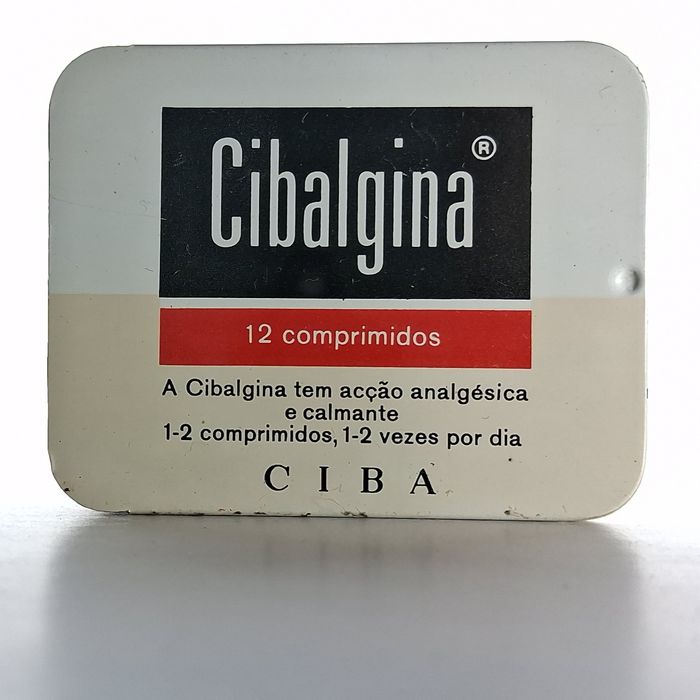 Cibalgina®
12 comprimidos
A Cibalgina tem acção analgésica
e calmante
1-2 comprimidos, 1-2 vezes por dia
CIBA